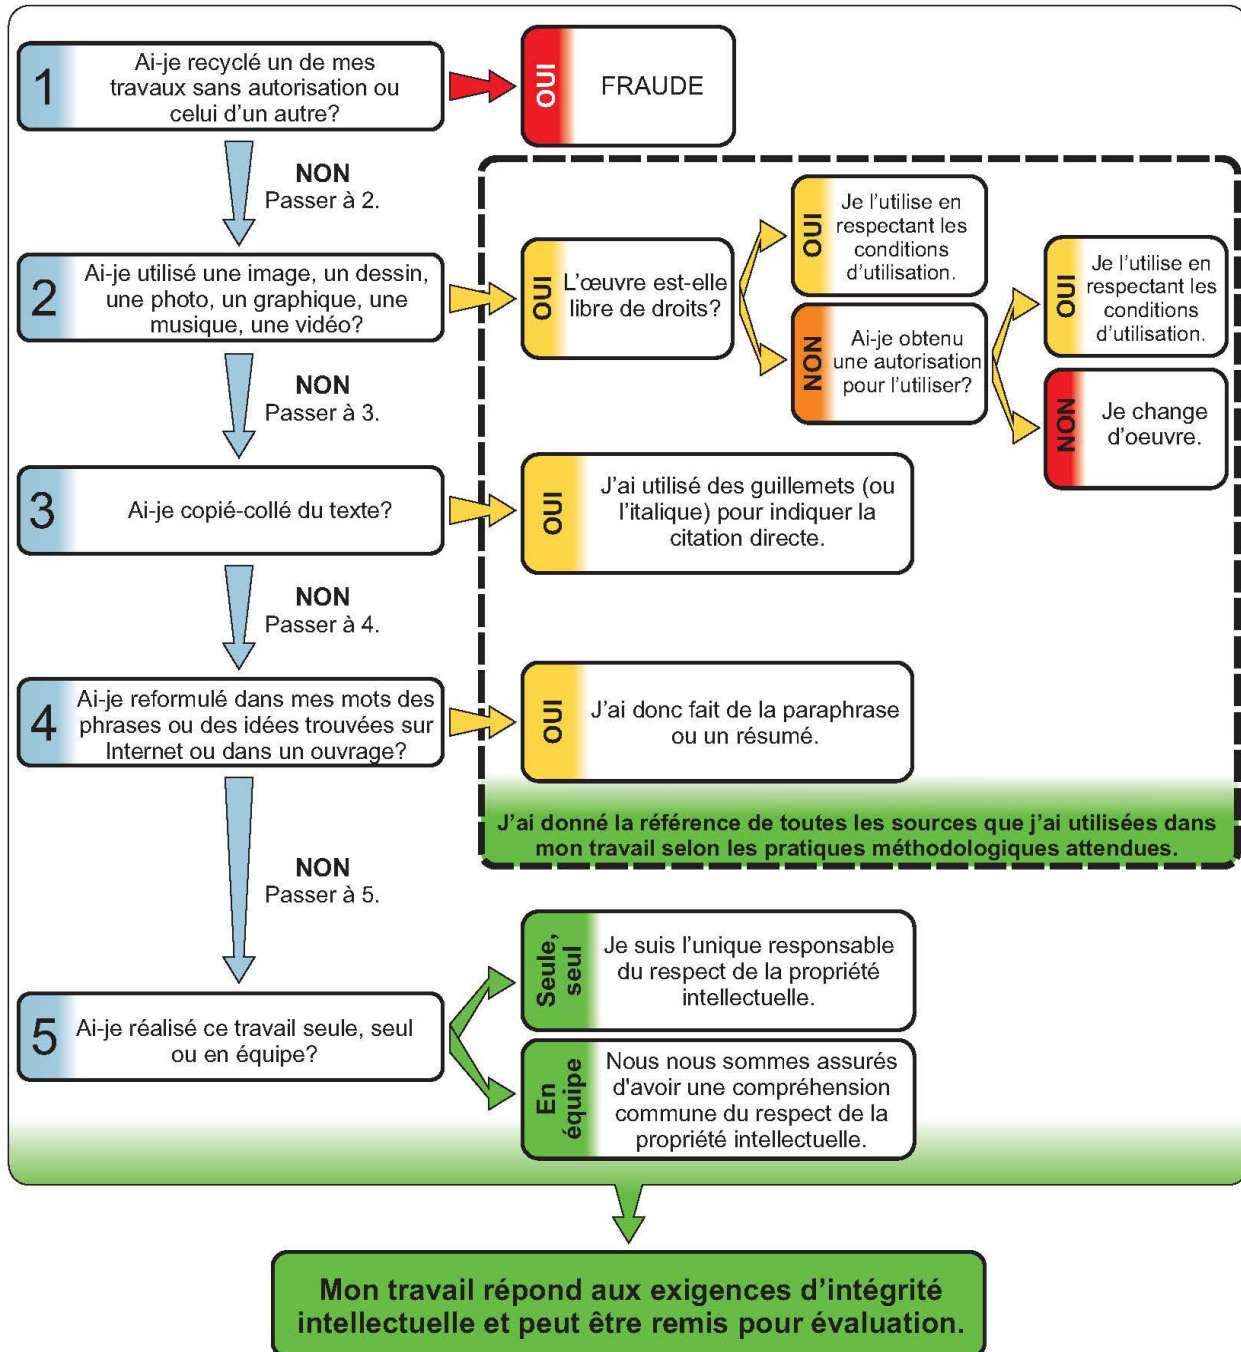 1
Ai-je recyclé un de mes
travaux sans autorisation ou
celui d'un autre?
OUI
FRAUDE
NON
Passer à 2.
2
Ai-je utilisé une image, un dessin,
une photo, un graphique, une
musique, une vidéo?
OUI
L'œuvre est-elle
libre de droits?
OUI
Je l'utilise en
respectant les
conditions
d'utilisation.
NON
Ai-je obtenu
une autorisation
pour l'utiliser?
OUI
Je l'utilise en
respectant les
conditions
d'utilisation.
NON
Je change
d'oeuvre.
NON
Passer à 3.
3
Ai-je copié-collé du texte?
OUI
J'ai utilisé des guillemets (ou
l'italique) pour indiquer la
citation directe.
NON
Passer à 4.
4
Ai-je reformulé dans mes mots des
phrases ou des idées trouvées sur
Internet ou dans un ouvrage?
OUI
J'ai donc fait de la paraphrase
ou un résumé.
J'ai donné la référence de toutes les sources que j'ai utilisées dans
mon travail selon les pratiques méthodologiques attendues.
NON
Passer à 5.
5
Ai-je réalisé ce travail seule, seul
ou en équipe?
Seule,
seul
Je suis l'unique responsable
du respect de la propriété
intellectuelle.
En
équipe
Nous nous sommes assurés
d'avoir une compréhension
commune du respect de la
propriété intellectuelle.
Mon travail répond aux exigences d'intégrité
intellectuelle et peut être remis pour évaluation.